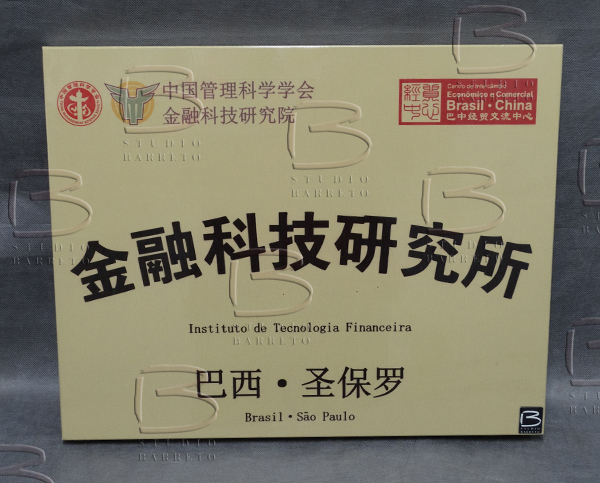 中国管理科学学会
金融科技研究院
Centro de Intercâmbio
Econômico e Comercial
Brasil · China
巴中经贸交流中心
金融科技研究所
Instituto de Tecnologia Financeira
巴西·圣保罗
Brasil·São Paulo
B
STUDIO
BARRETO